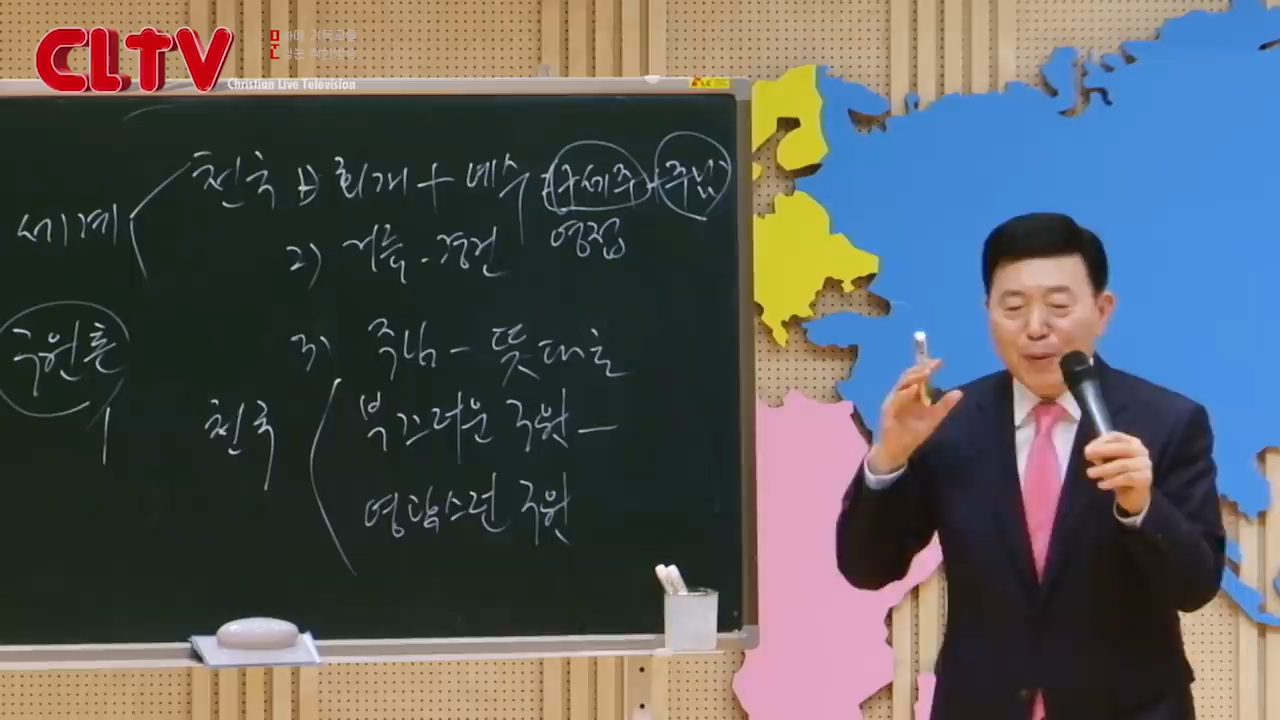 CLTV
Christian Live Television
천국 1) 회개 + 예수 (구세주, 주님)
세계
영접
2) 거룩 - 경건
3) 주님 - 뜻대로
구원론
천국
부끄러운 구원 -
영광스런 구원